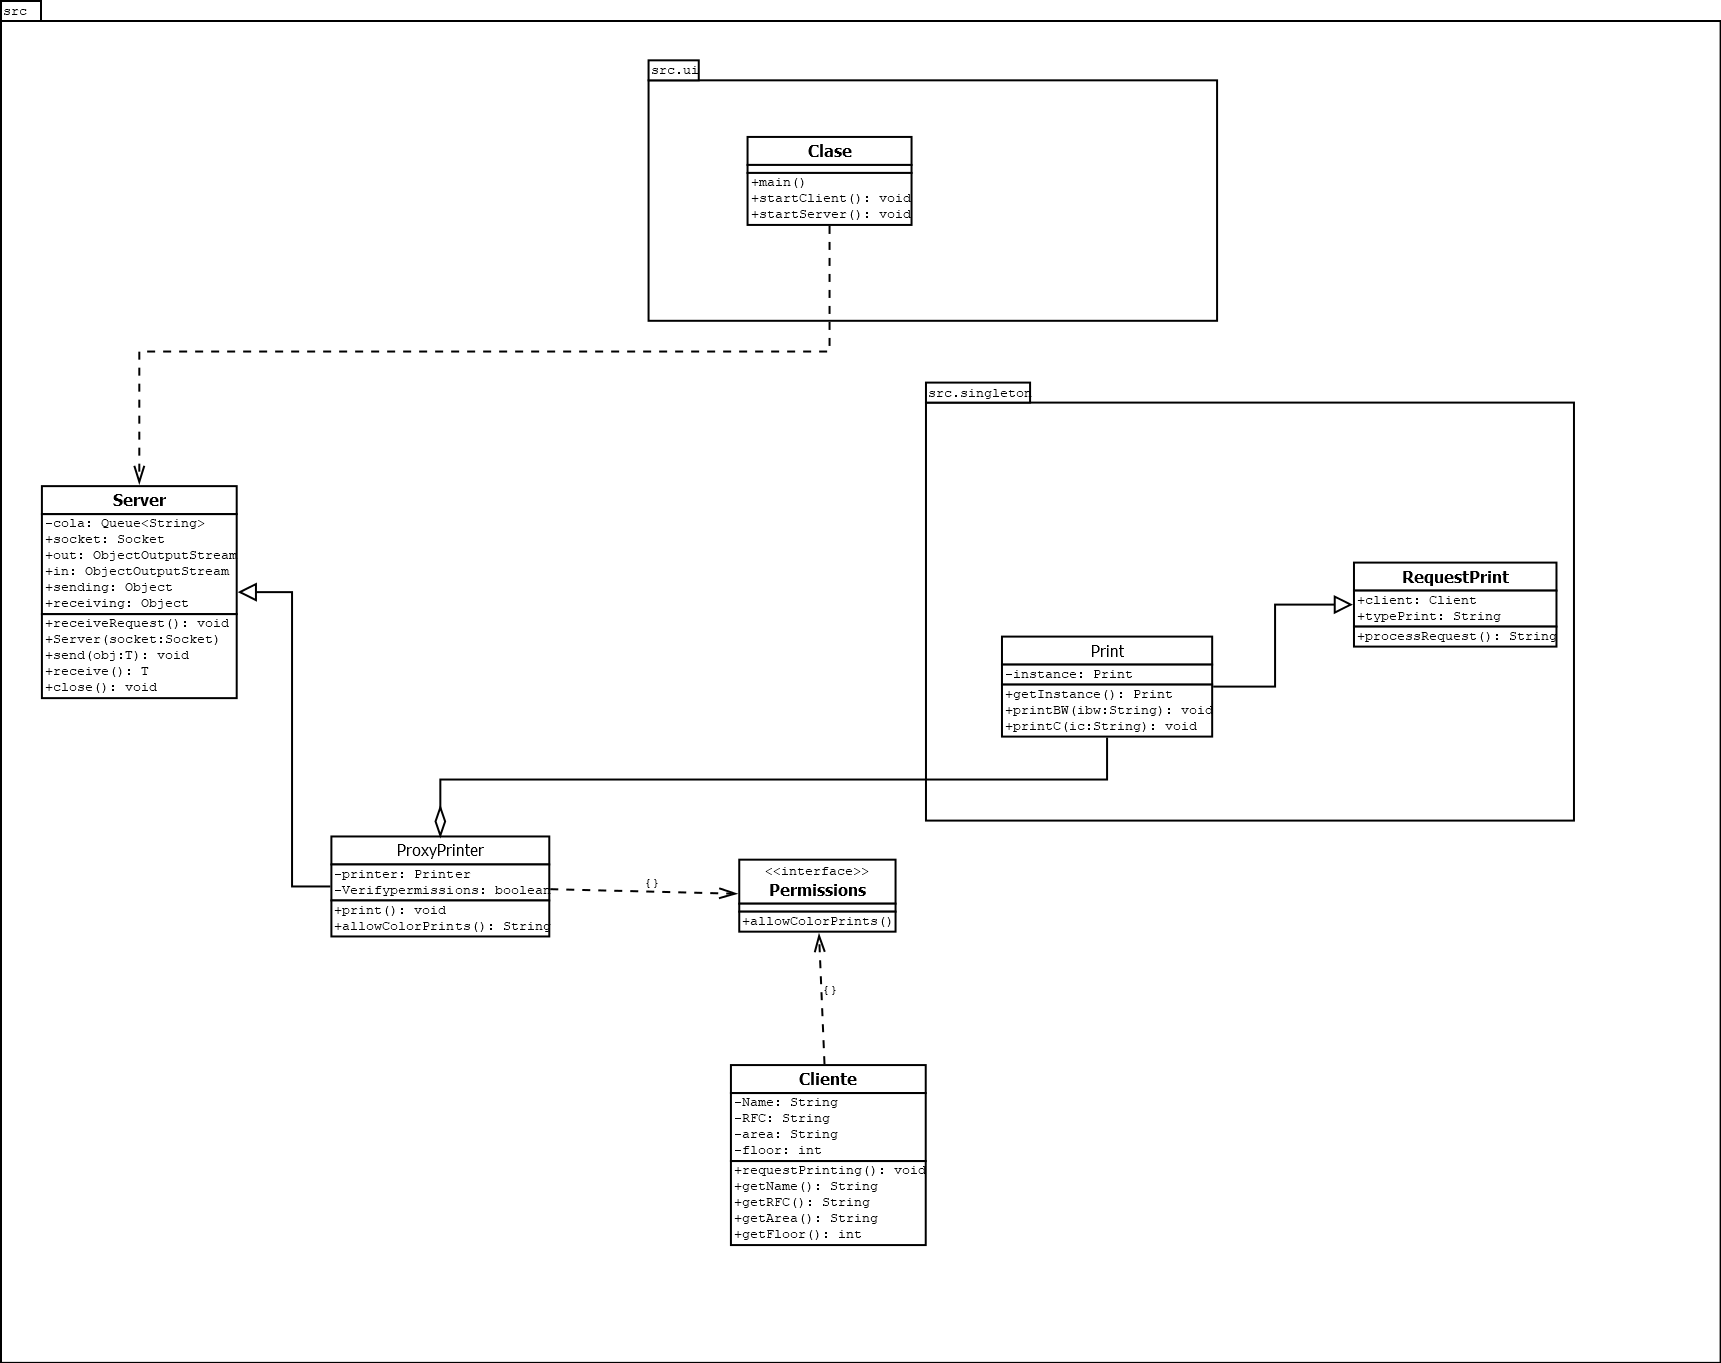 src
src.ui
Clase
+main()
+startClient(): void
+startServer(): void
src.singleton
Server
-cola: Queue<String>
+socket: Socket
+out: ObjectOutputStream
+in: ObjectOutputStream
+sending: Object
+receiving: Object
+receiveRequest(): void
+Server(socket:Socket)
+send(obj:T): void
+receive(): T
+close(): void
RequestPrint
+client: Client
+typePrint: String
+processRequest(): String
Print
-instance: Print
+getInstance(): Print
+printBW(ibw:String): void
+printC(ic:String): void
ProxyPrinter
-printer: Printer
-Verifypermissions: boolean
+print(): void
+allowColorPrints(): String
{}
<<interface>>
Permissions
+allowColorPrints()
{}
Cliente
-Name: String
-RFC: String
-area: String
-floor: int
+requestPrinting(): void
+getName(): String
+getRFC(): String
+getArea(): String
+getFloor(): int